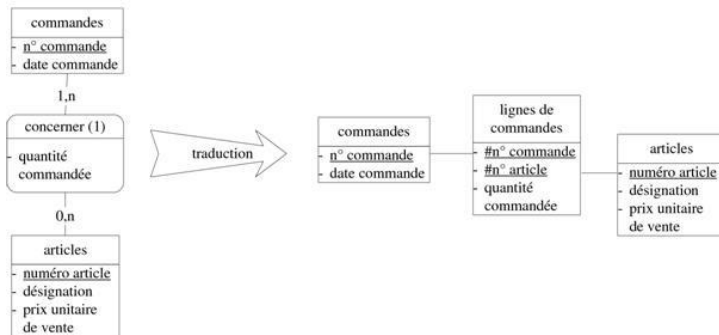 commandes
- n° commande
- date commande
1,n
concerner (1)
- quantité
commandée
0,n
articles
- numéro article
- désignation
- prix unitaire
de vente
traduction
commandes
- n° commande
- date commande
lignes de
commandes
- #n° commande
- #n° article
- quantité
commandée
articles
- numéro article
- désignation
- prix unitaire
de vente